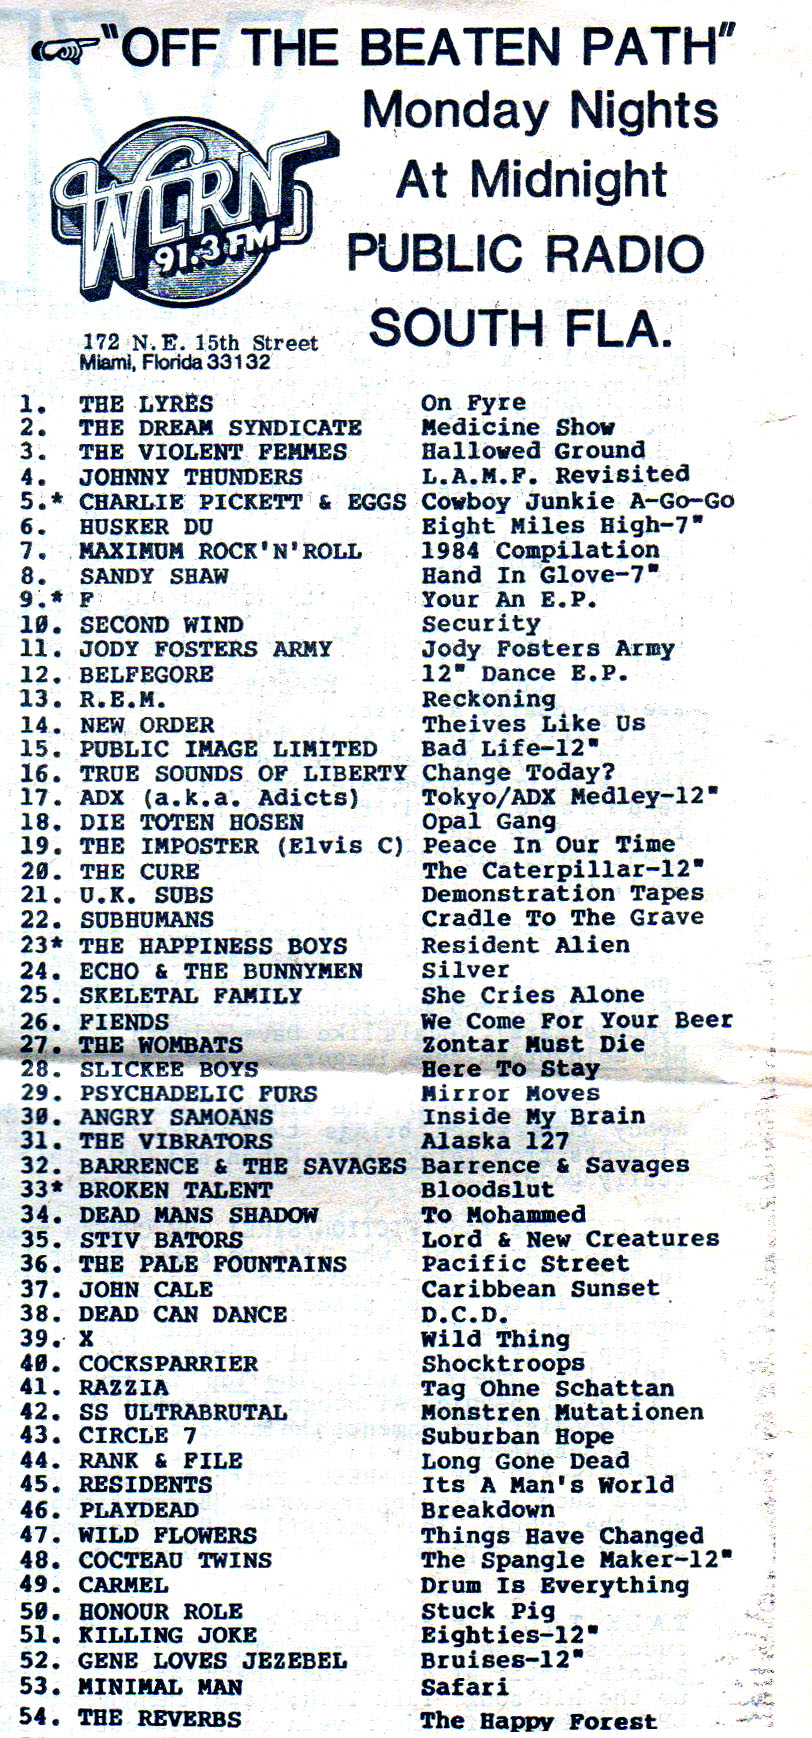 "OFF THE BEATEN PATH"
Monday Nights
At Midnight
PUBLIC RADIO
SOUTH FLA.
WLRN
91.3 FM
172 N.E. 15th Street
Miami, Florida 33132
1. THE LYRES On Fyre
2. THE DREAM SYNDICATE Medicine Show
3. THE VIOLENT FEMMES Hallowed Ground
4. JOHNNY THUNDERS L.A.M.F. Revisited
5.* CHARLIE PICKETT & EGGS Cowboy Junkie A-Go-Go
6. HUSKER DU Eight Miles High-7"
7. MAXIMUM ROCK'N'ROLL 1984 Compilation
8. SANDY SHAW Hand In Glove-7"
9.* F Your An E.P.
10. SECOND WIND Security
11. JODY FOSTERS ARMY Jody Fosters Army
12. BELFEGORE 12" Dance E.P.
13. R.E.M. Reckoning
14. NEW ORDER Theives Like Us
15. PUBLIC IMAGE LIMITED Bad Life-12"
16. TRUE SOUNDS OF LIBERTY Change Today?
17. ADX (a.k.a. Adicts) Tokyo/ADX Medley-12"
18. DIE TOTEN HOSEN Opal Gang
19. THE IMPOSTER (Elvis C) Peace In Our Time
20. THE CURE The Caterpillar-12"
21. U.K. SUBS Demonstration Tapes
22. SUBHUMANS Cradle To The Grave
23* THE HAPPINESS BOYS Resident Alien
24. ECHO & THE BUNNYMEN Silver
25. SKELETAL FAMILY She Cries Alone
26. FIENDS We Come For Your Beer
27. THE WOMBATS Zontar Must Die
28. SLICKEE BOYS Here To Stay
29. PSYCHADELIC FURS Mirror Moves
30. ANGRY SAMOANS Inside My Brain
31. THE VIBRATORS Alaska 127
32. BARRENCE & THE SAVAGES Barrence & Savages
33* BROKEN TALENT Bloodslut
34. DEAD MANS SHADOW To Mohammed
35. STIV BATORS Lord & New Creatures
36. THE PALE FOUNTAINS Pacific Street
37. JOHN CALE Caribbean Sunset
38. DEAD CAN DANCE D.C.D.
39. X Wild Thing
40. COCKSPARRIER Shocktroops
41. RAZZIA Tag Ohne Schattan
42. SS ULTRABRUTAL Monstren Mutationen
43. CIRCLE 7 Suburban Hope
44. RANK & FILE Long Gone Dead
45. RESIDENTS Its A Man's World
46. PLAYDEAD Breakdown
47. WILD FLOWERS Things Have Changed
48. COCTEAU TWINS The Spangle Maker-12"
49. CARMEL Drum Is Everything
50. HONOUR ROLE Stuck Pig
51. KILLING JOKE Eighties-12"
52. GENE LOVES JEZEBEL Bruises-12"
53. MINIMAL MAN Safari
54. THE REVERBS The Happy Forest